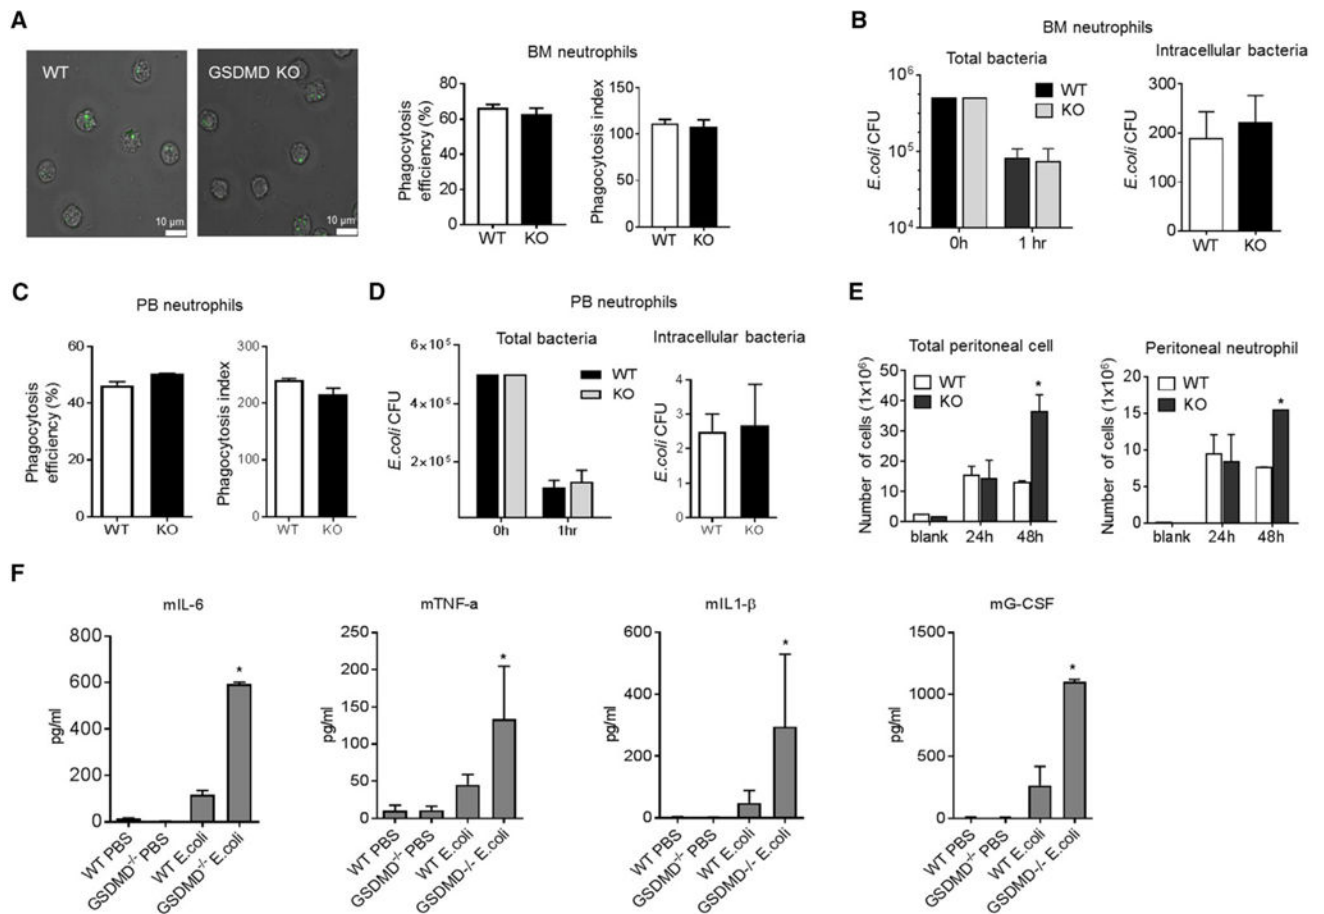 A
WT
10 µm
GSDMD KO
10 µm
BM neutrophils
Phagocytosis
efficiency (%)
80
60
40
20
0
WT KO
Phagocytosis index
150
100
50
0
WT KO
B
BM neutrophils
Total bacteria
E.coli CFU
10⁶
10⁵
10⁴
0h 1 hr
WT
KO
Intracellular bacteria
E.coli CFU
300
200
100
0
WT KO
C
PB neutrophils
Phagocytosis
efficiency (%)
60
40
20
0
WT KO
Phagocytosis index
300
200
100
0
WT KO
D
PB neutrophils
Total bacteria
E.coli CFU
6×10⁵
4×10⁵
2×10⁵
0h 1hr
WT
KO
Intracellular bacteria
E.coli CFU
4
3
2
1
0
WT KO
E
Total peritoneal cell
Number of cells (1x10⁶)
50
40
30
20
10
0
WT
KO
*
blank 24h 48h
Peritoneal neutrophil
Number of cells (1x10⁶)
20
15
10
5
0
WT
KO
*
blank 24h 48h
F
mIL-6
pg/ml
800
600
400
200
0
*
WT PBS
GSDMD⁻/⁻ PBS
WT E.coli
GSDMD⁻/⁻ E.coli
mTNF-a
pg/ml
250
200
150
100
50
0
*
WT PBS
GSDMD⁻/⁻ PBS
WT E.coli
GSDMD-/- E.coli
mIL1-β
pg/ml
600
400
200
0
*
WT PBS
GSDMD⁻/⁻ PBS
WT E.coli
GSDMD-/- E.coli
mG-CSF
pg/ml
1500
1000
500
0
*
WT PBS
GSDMD⁻/⁻ PBS
WT E.coli
GSDMD-/- E.coli